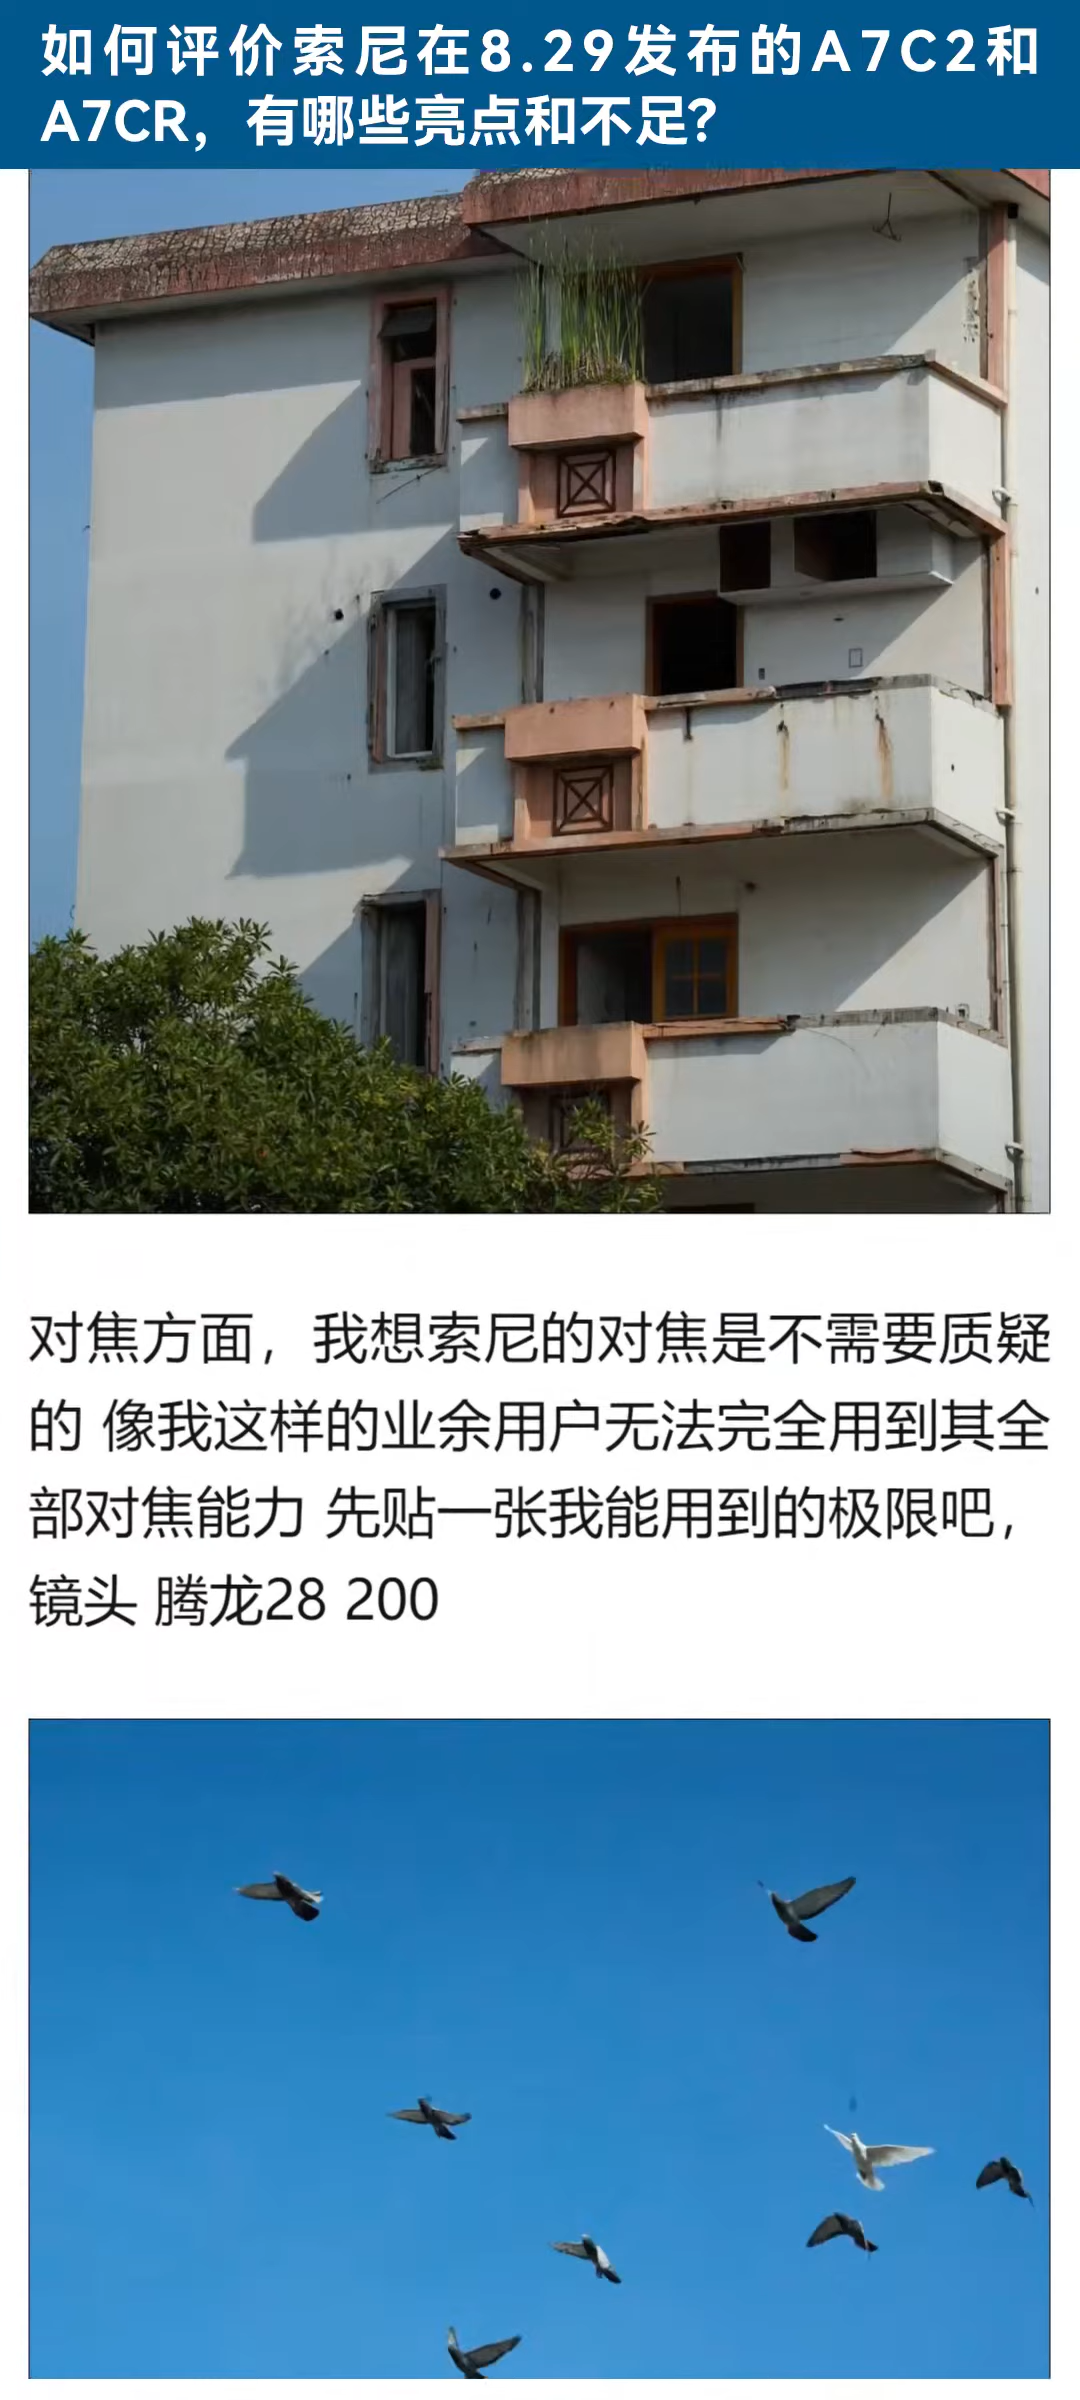 如何评价索尼在8.29发布的A7C2和
A7CR，有哪些亮点和不足？
对焦方面，我想索尼的对焦是不需要质疑
的 像我这样的业余用户无法完全用到其全
部对焦能力 先贴一张我能用到的极限吧，
镜头 腾龙28 200